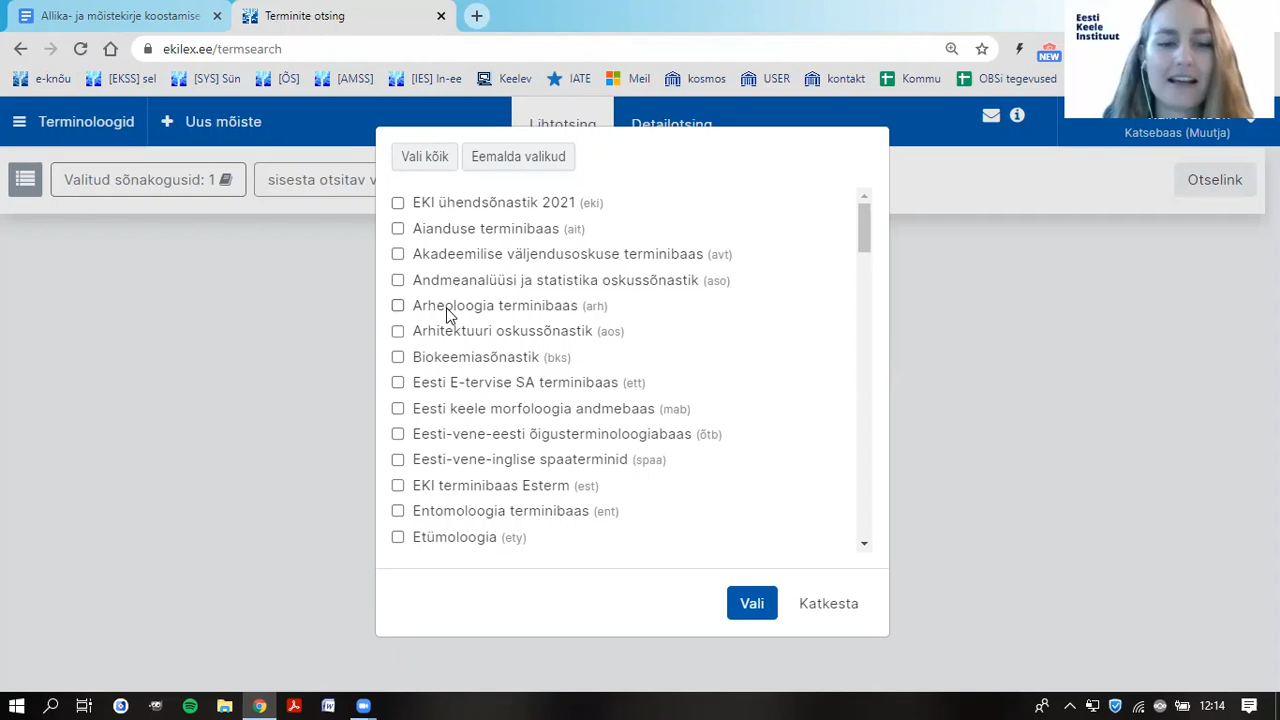 Allika- ja mõistekirje koostamise
Terminite otsing
ekilex.ee/termsearch
NEW
e-knõu
[EKSS] sel
[SÝS] Sün
[ÕS]
[AMSS]
[IES] In-ee
Keelev
IATE
Meil
kosmos
USER
kontakt
Kommu
OBSi tegevused
Eesti
Keele
Instituut
Terminoloogid
Uus mõiste
Lihtotsing
Detailotsing
Katsebaas (Muutja)
Valitud sõnakogusid: 1
sisesta otsitav v
Otselink
Vali kõik
Eemalda valikud
EKI ühendsõnastik 2021 (eki)
Aianduse terminibaas (ait)
Akadeemilise väljendusoskuse terminibaas (avt)
Andmeanalüüsi ja statistika oskussõnastik (aso)
Arheoloogia terminibaas (arh)
Arhitektuuri oskussõnastik (aos)
Biokeemiasõnastik (bks)
Eesti E-tervise SA terminibaas (ett)
Eesti keele morfoloogia andmebaas (mab)
Eesti-vene-eesti õigusterminoloogiabaas (õtb)
Eesti-vene-inglise spaaterminid (spaa)
EKI terminibaas Esterm (est)
Entomoloogia terminibaas (ent)
Etümoloogia (ety)
Vali
Katkesta
12:14